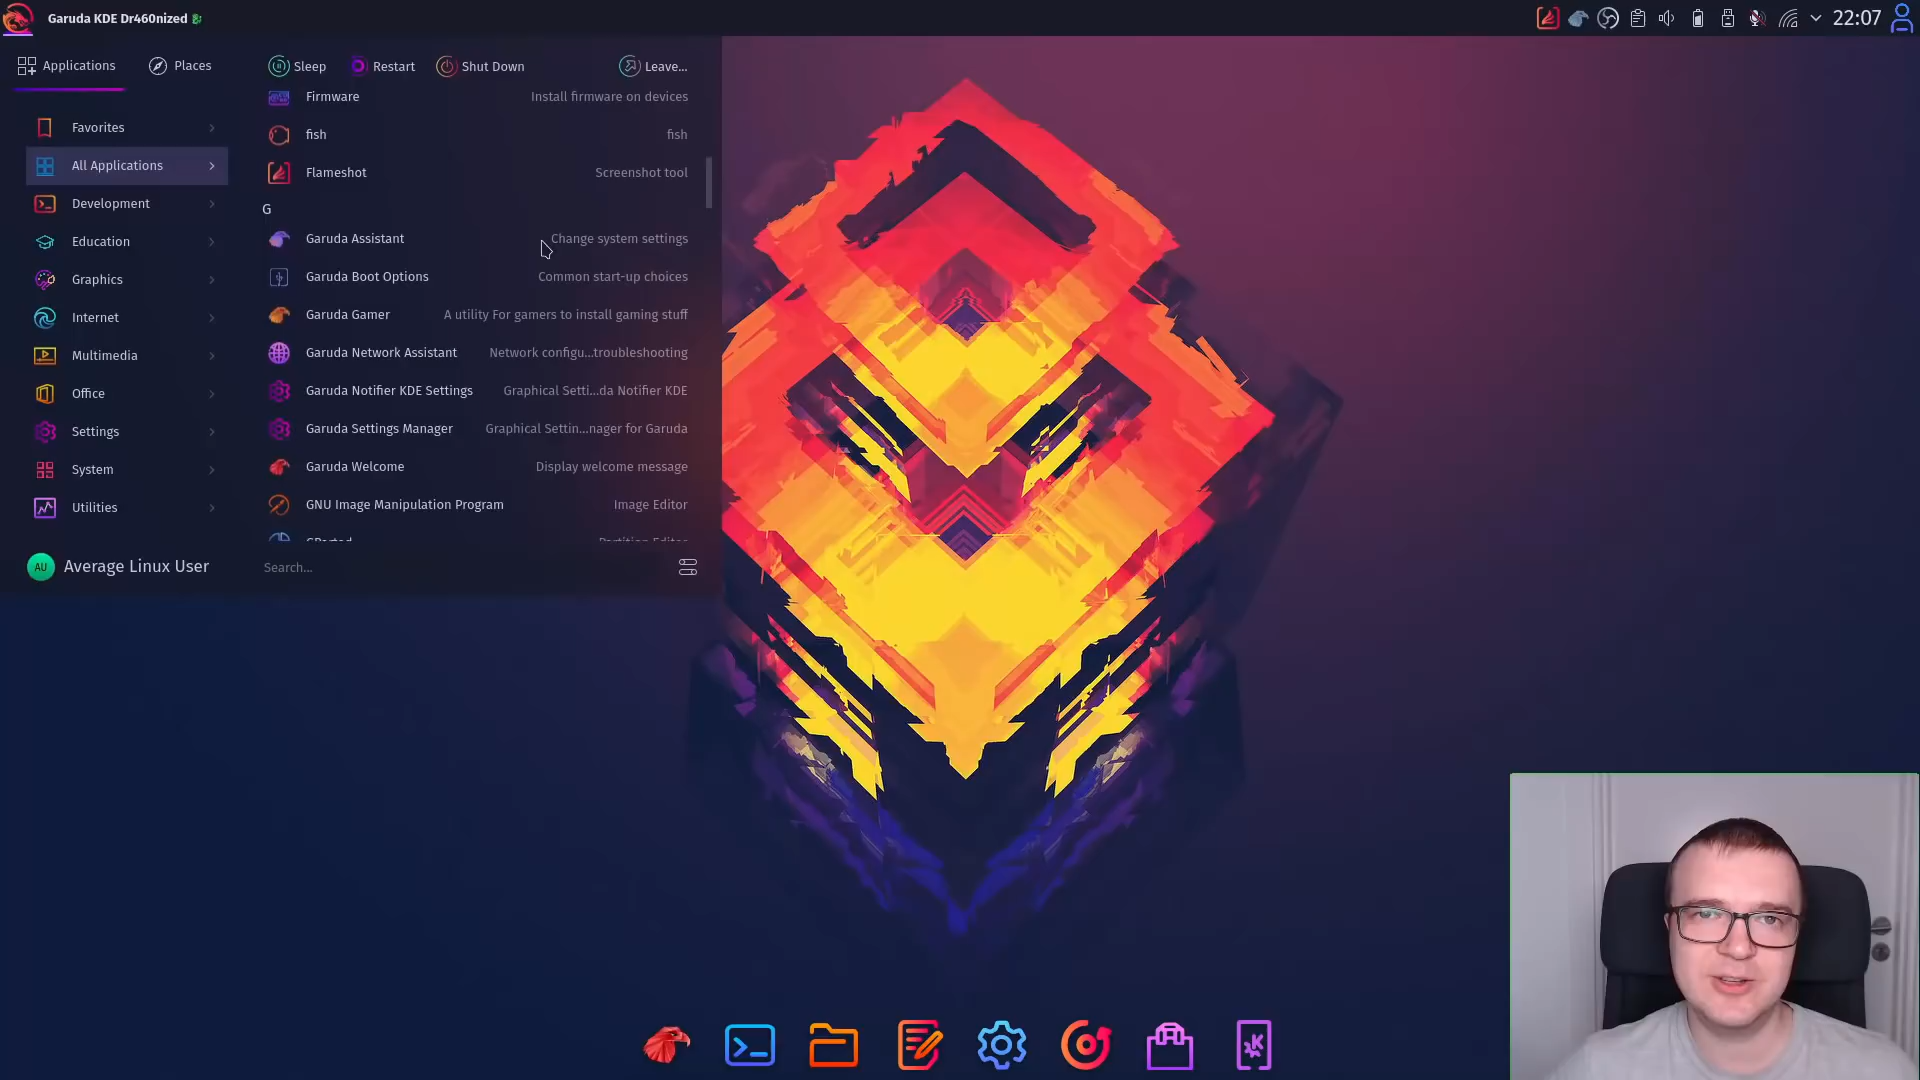 Garuda KDE Dr460nized
22:07
Applications
Places
Sleep
Restart
Shut Down
Leave...
Favorites
All Applications
Development
Education
Graphics
Internet
Multimedia
Office
Settings
System
Utilities
Firmware Install firmware on devices
fish fish
Flameshot Screenshot tool
G
Garuda Assistant Change system settings
Garuda Boot Options Common start-up choices
Garuda Gamer A utility For gamers to install gaming stuff
Garuda Network Assistant Network configu...troubleshooting
Garuda Notifier KDE Settings Graphical Setti...da Notifier KDE
Garuda Settings Manager Graphical Settin...nager for Garuda
Garuda Welcome Display welcome message
GNU Image Manipulation Program Image Editor
GParted Partition Editor
AU
Average Linux User
Search...